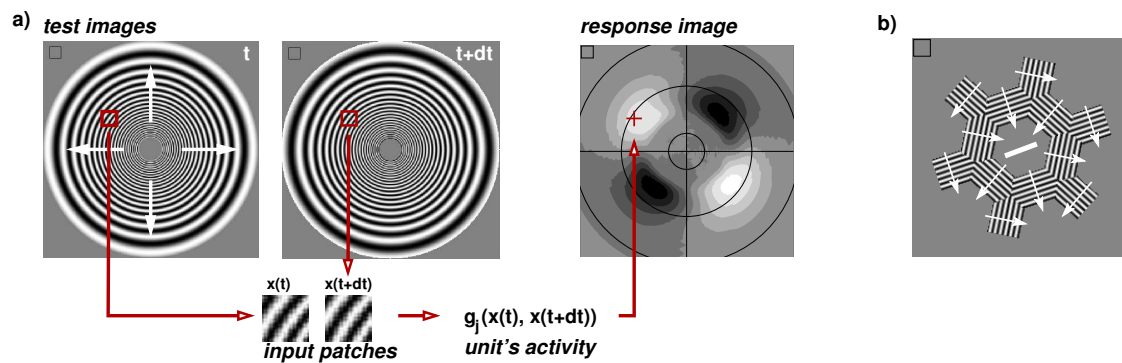 a)
test images
t
t+dt
response image
b)
x(t)
x(t+dt)
input patches
g_j(x(t), x(t+dt))
unit's activity